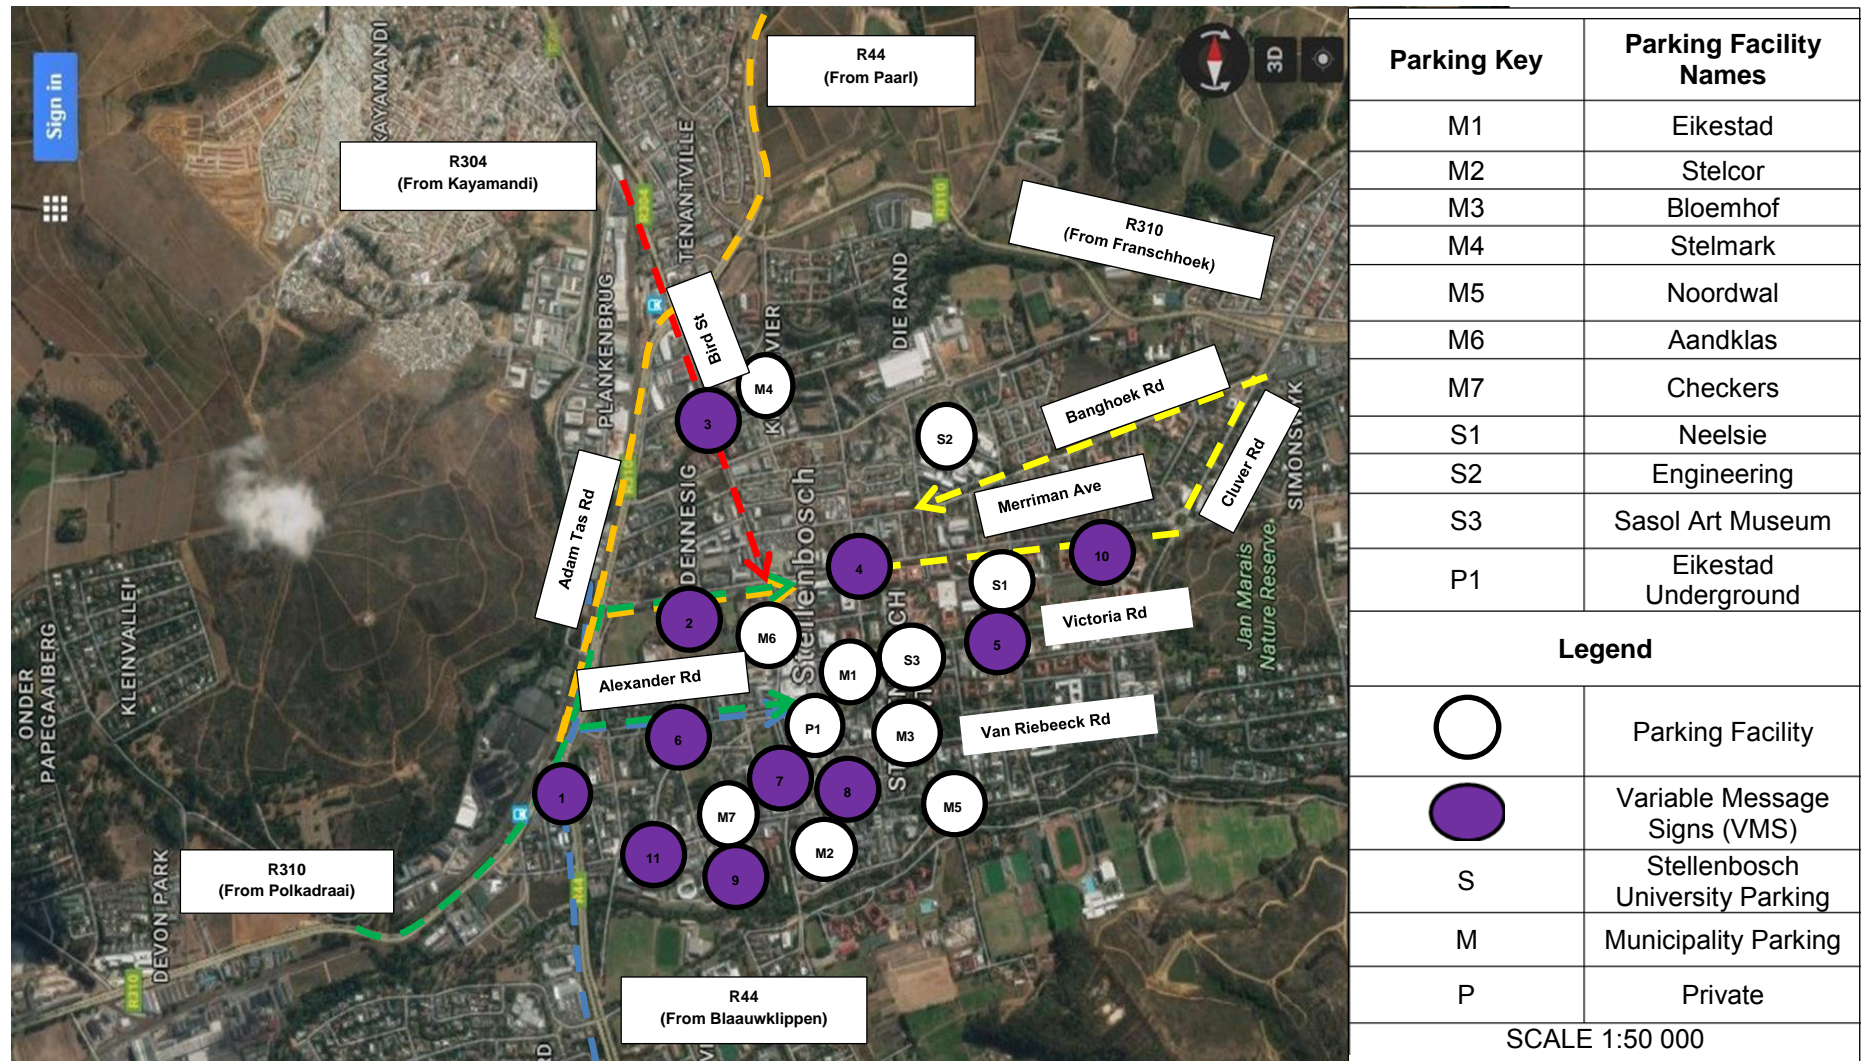 Sign in
3D
KAYAMANDI
R44
(From Paarl)
R304
(From Kayamandi)
R304
TENANTVILLE
R310
R310
(From Franschhoek)
PLANKENBRUG
Bird St
DIE RAND
M4
3
S2
Banghoek Rd
Cluver Rd
SIMONSWYK
Merriman Ave
Adam Tas Rd
DENNESIG
Stellenbosch
4
10
S1
2
M6
Victoria Rd
5
Jan Marais
Nature Reserve
S3
M1
Alexander Rd
KLEINVALLEI
ONDER
PAPEGAAIBERG
P1
M3
Van Riebeeck Rd
6
7
8
1
M7
M5
M2
11
9
R310
(From Polkadraai)
R44
DEVON PARK
R310
R44
(From Blaauwklippen)
Parking Key
Parking Facility
Names
M1
Eikestad
M2
Stelcor
M3
Bloemhof
M4
Stelmark
M5
Noordwal
M6
Aandklas
M7
Checkers
S1
Neelsie
S2
Engineering
S3
Sasol Art Museum
P1
Eikestad
Underground
Legend
Parking Facility
Variable Message
Signs (VMS)
S
Stellenbosch
University Parking
M
Municipality Parking
P
Private
SCALE 1:50 000